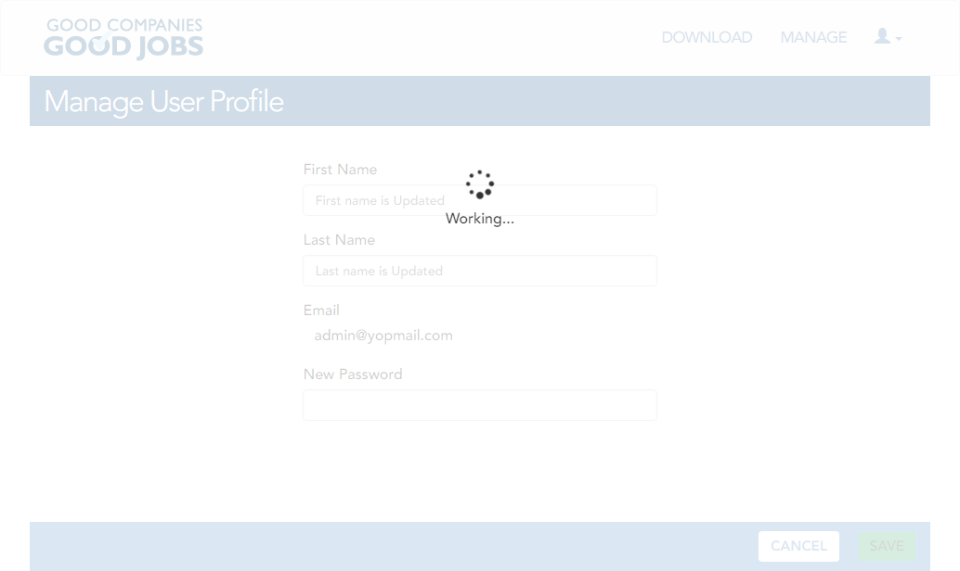 GOOD COMPANIES
GOOD JOBS
DOWNLOAD
MANAGE
Manage User Profile
First Name
First name is Updated
Working...
Last Name
Last name is Updated
Email
admin@yopmail.com
New Password
CANCEL
SAVE